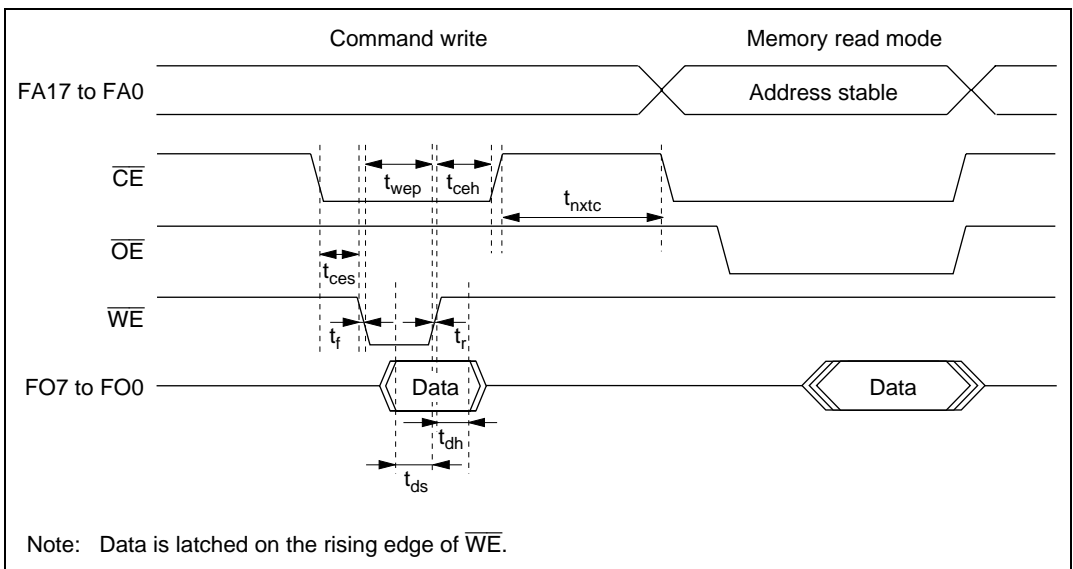 Command write Memory read mode
FA17 to FA0 Address stable
CE
twep tceh
tnxtc
OE
tces
WE
tf tr
FO7 to FO0 Data Data
tdh
tds
Note: Data is latched on the rising edge of WE.